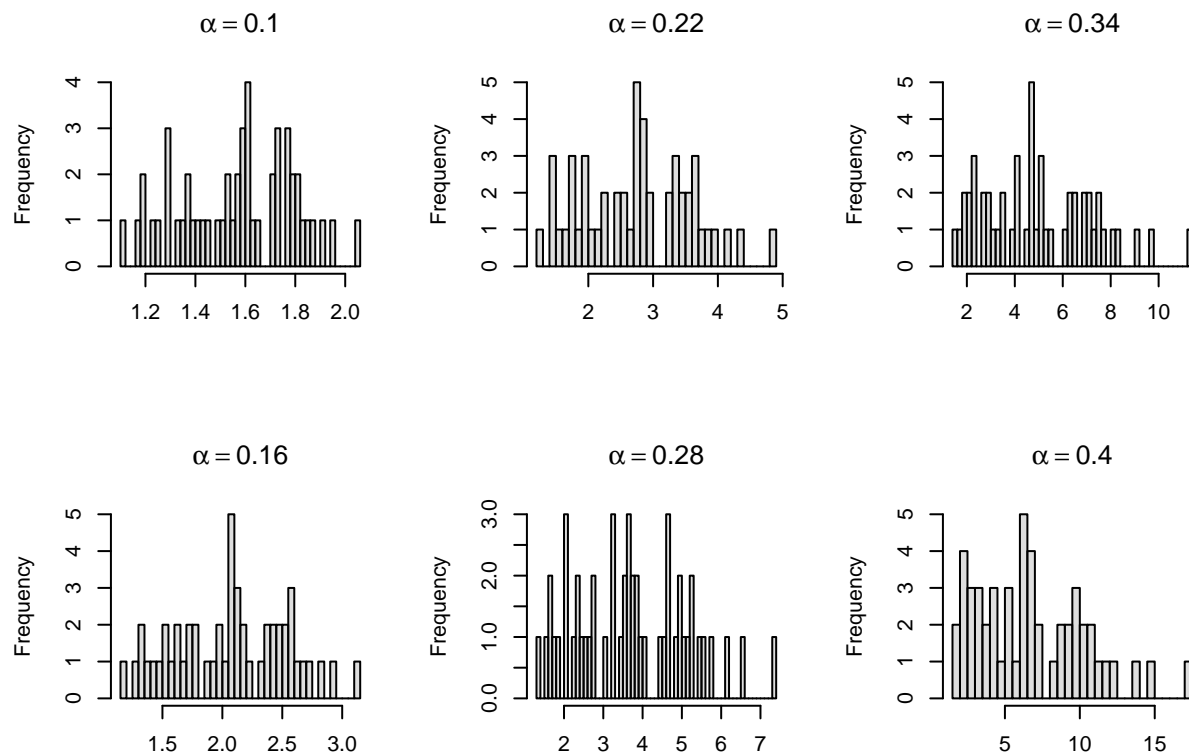 α = 0.1
Frequency
0 1 2 3 4
1.2 1.4 1.6 1.8 2.0
α = 0.22
Frequency
0 1 2 3 4 5
2 3 4 5
α = 0.34
Frequency
0 1 2 3 4 5
2 4 6 8 10
α = 0.16
Frequency
0 1 2 3 4 5
1.5 2.0 2.5 3.0
α = 0.28
Frequency
0.0 1.0 2.0 3.0
2 3 4 5 6 7
α = 0.4
Frequency
0 1 2 3 4 5
5 10 15